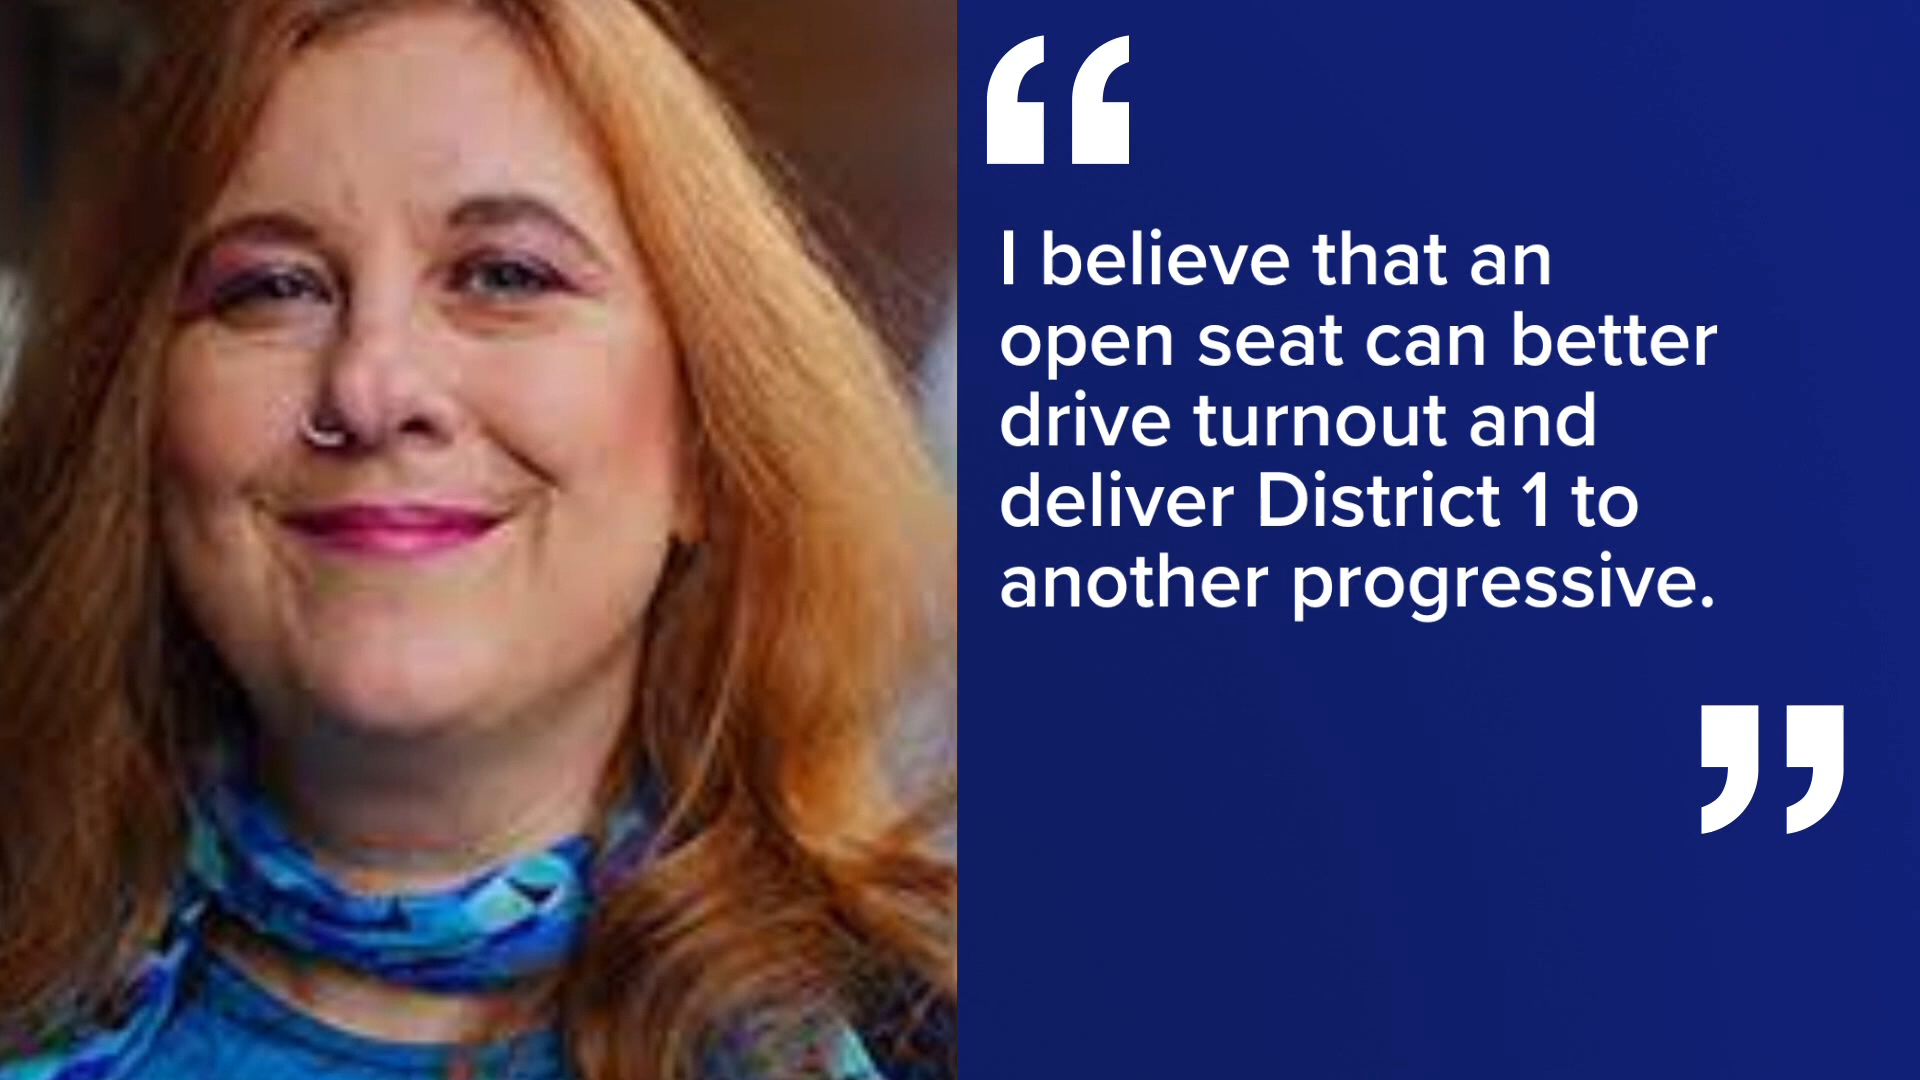 “
I believe that an
open seat can better
drive turnout and
deliver District 1 to
another progressive.
”